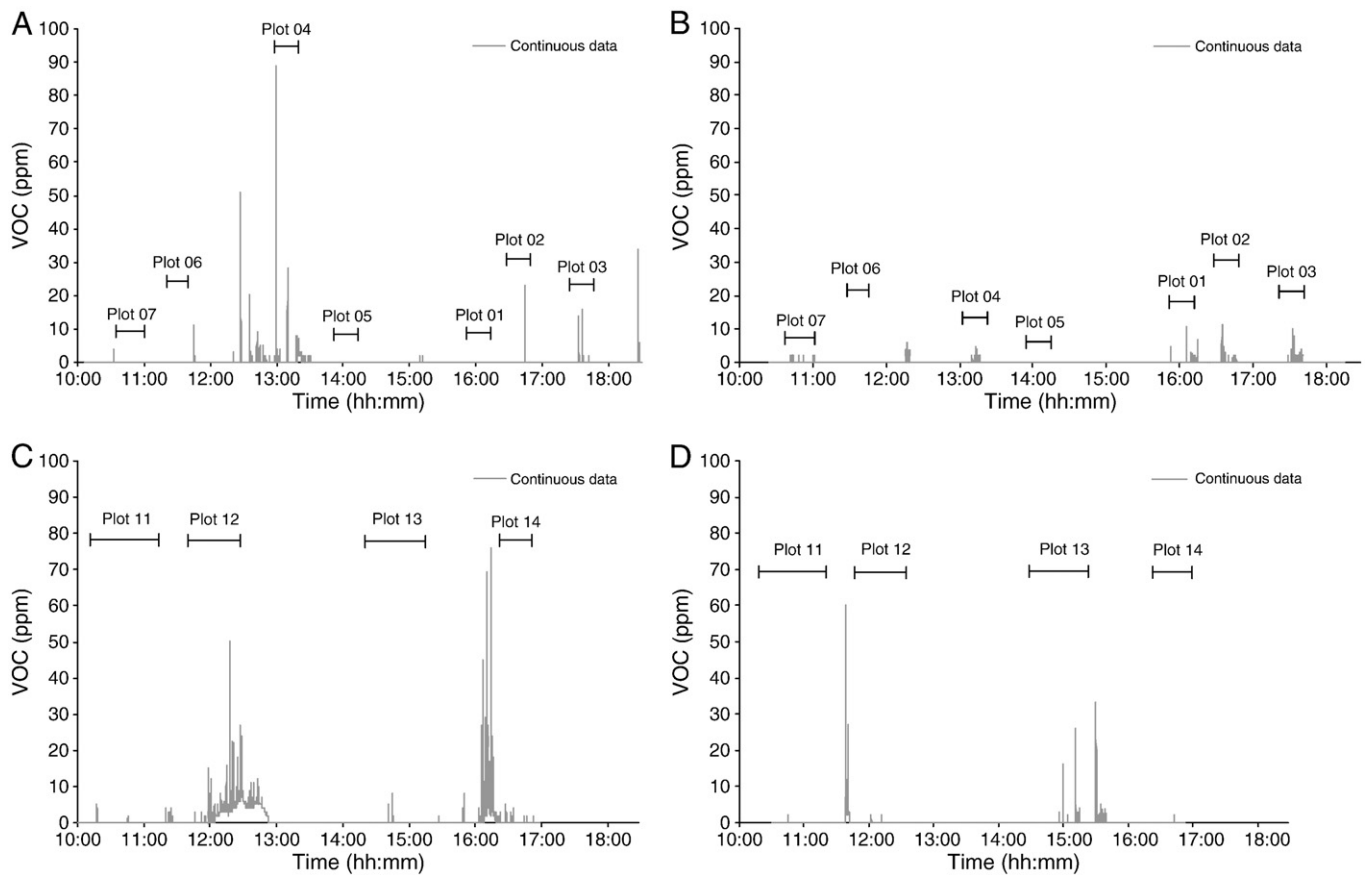 A
VOC (ppm)
100
90
80
70
60
50
40
30
20
10
0
Plot 04
Continuous data
Plot 06
Plot 07
Plot 05
Plot 01
Plot 02
Plot 03
10:00 11:00 12:00 13:00 14:00 15:00 16:00 17:00 18:00
Time (hh:mm)
B
VOC (ppm)
100
90
80
70
60
50
40
30
20
10
0
Continuous data
Plot 07
Plot 06
Plot 04
Plot 05
Plot 01
Plot 02
Plot 03
10:00 11:00 12:00 13:00 14:00 15:00 16:00 17:00 18:00
Time (hh:mm)
C
VOC (ppm)
100
90
80
70
60
50
40
30
20
10
0
Continuous data
Plot 11 Plot 12 Plot 13 Plot 14
10:00 11:00 12:00 13:00 14:00 15:00 16:00 17:00 18:00
Time (hh:mm)
D
VOC (ppm)
100
90
80
70
60
50
40
30
20
10
0
Continuous data
Plot 11 Plot 12 Plot 13 Plot 14
10:00 11:00 12:00 13:00 14:00 15:00 16:00 17:00 18:00
Time (hh:mm)